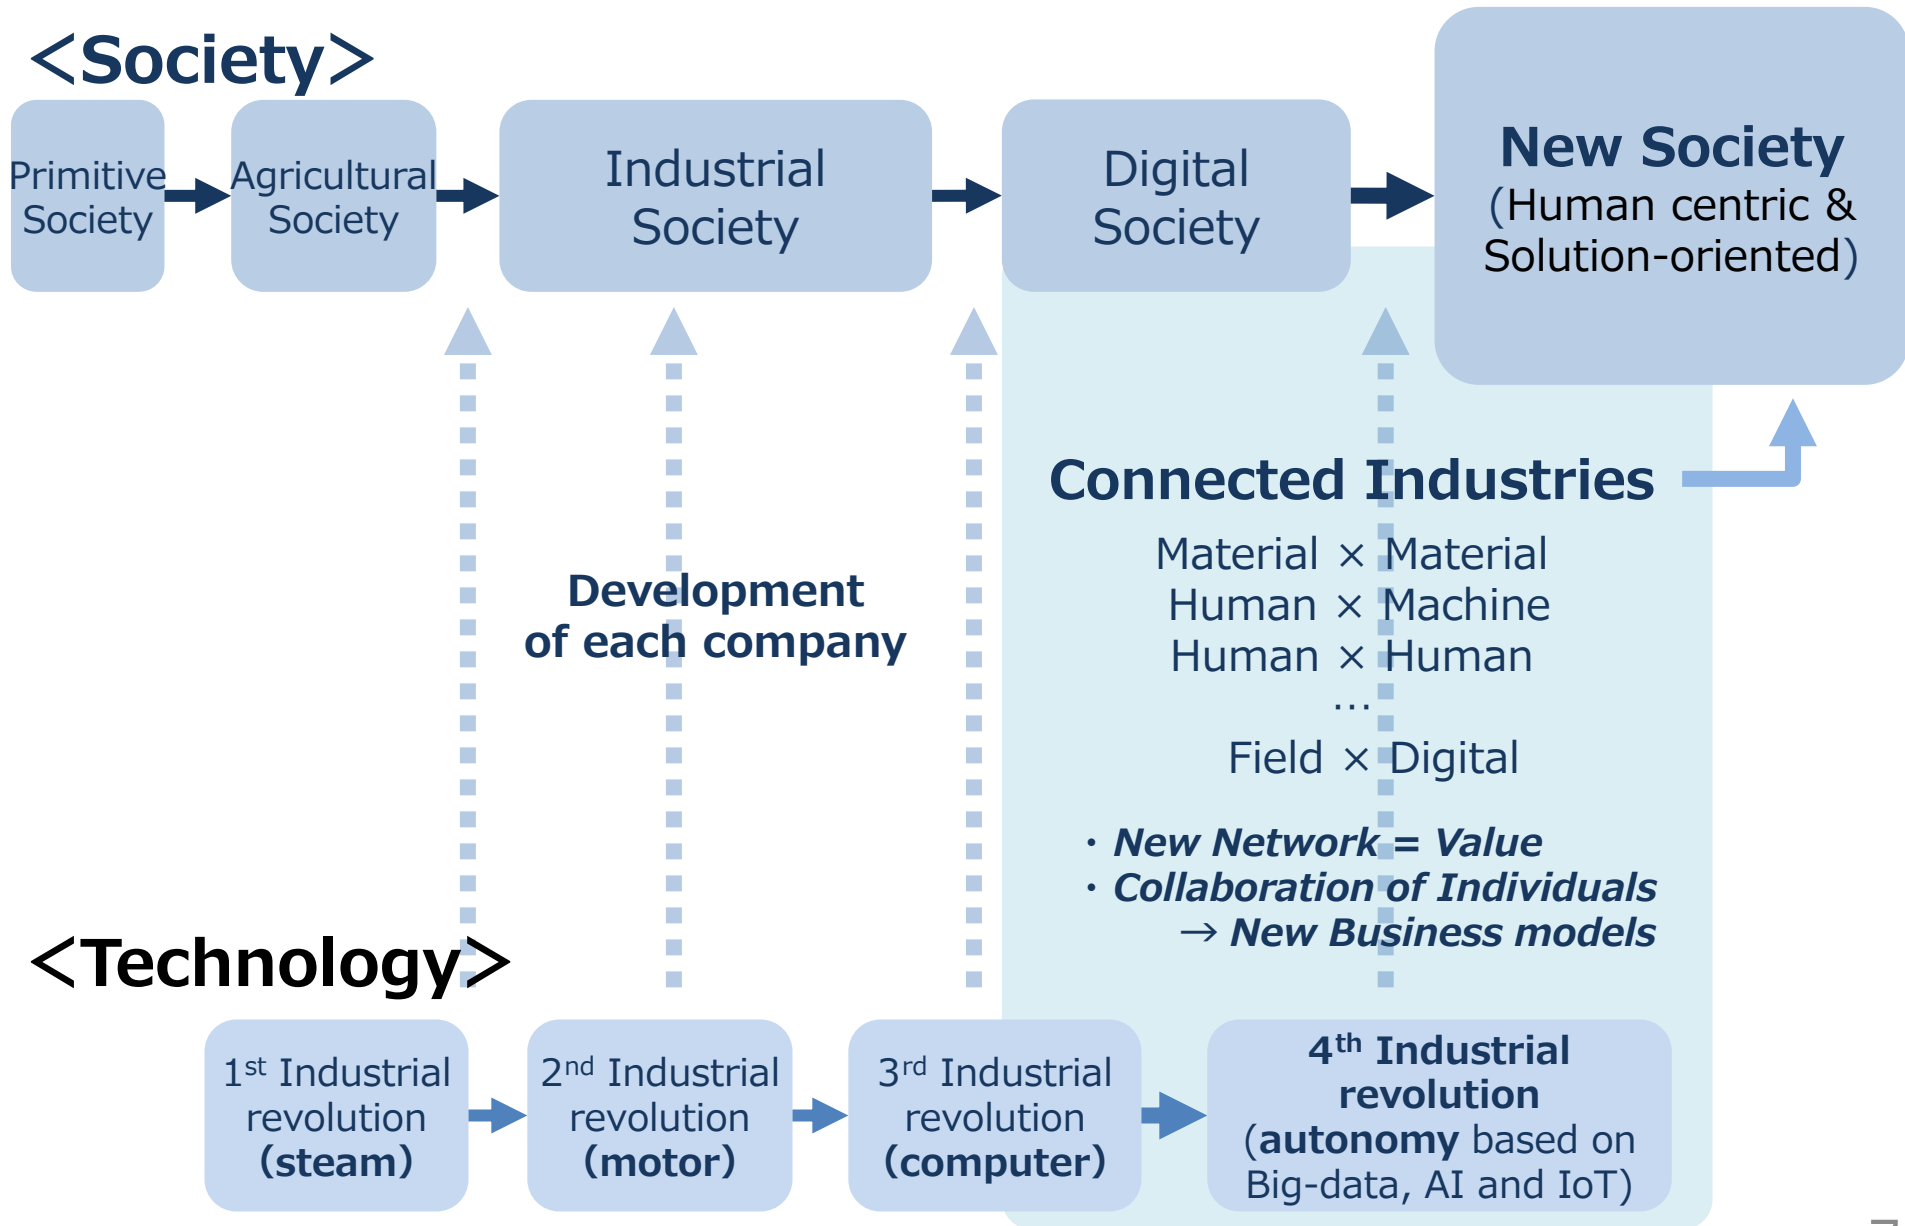 <Society>
Primitive
Society
Agricultural
Society
Industrial
Society
Digital
Society
New Society
(Human centric &
Solution-oriented)
Development
of each company
Connected Industries
Material × Material
Human × Machine
Human × Human
…
Field × Digital
・New Network = Value
・Collaboration of Individuals
→ New Business models
<Technology>
1st Industrial
revolution
(steam)
2nd Industrial
revolution
(motor)
3rd Industrial
revolution
(computer)
4th Industrial
revolution
(autonomy based on
Big-data, AI and IoT)